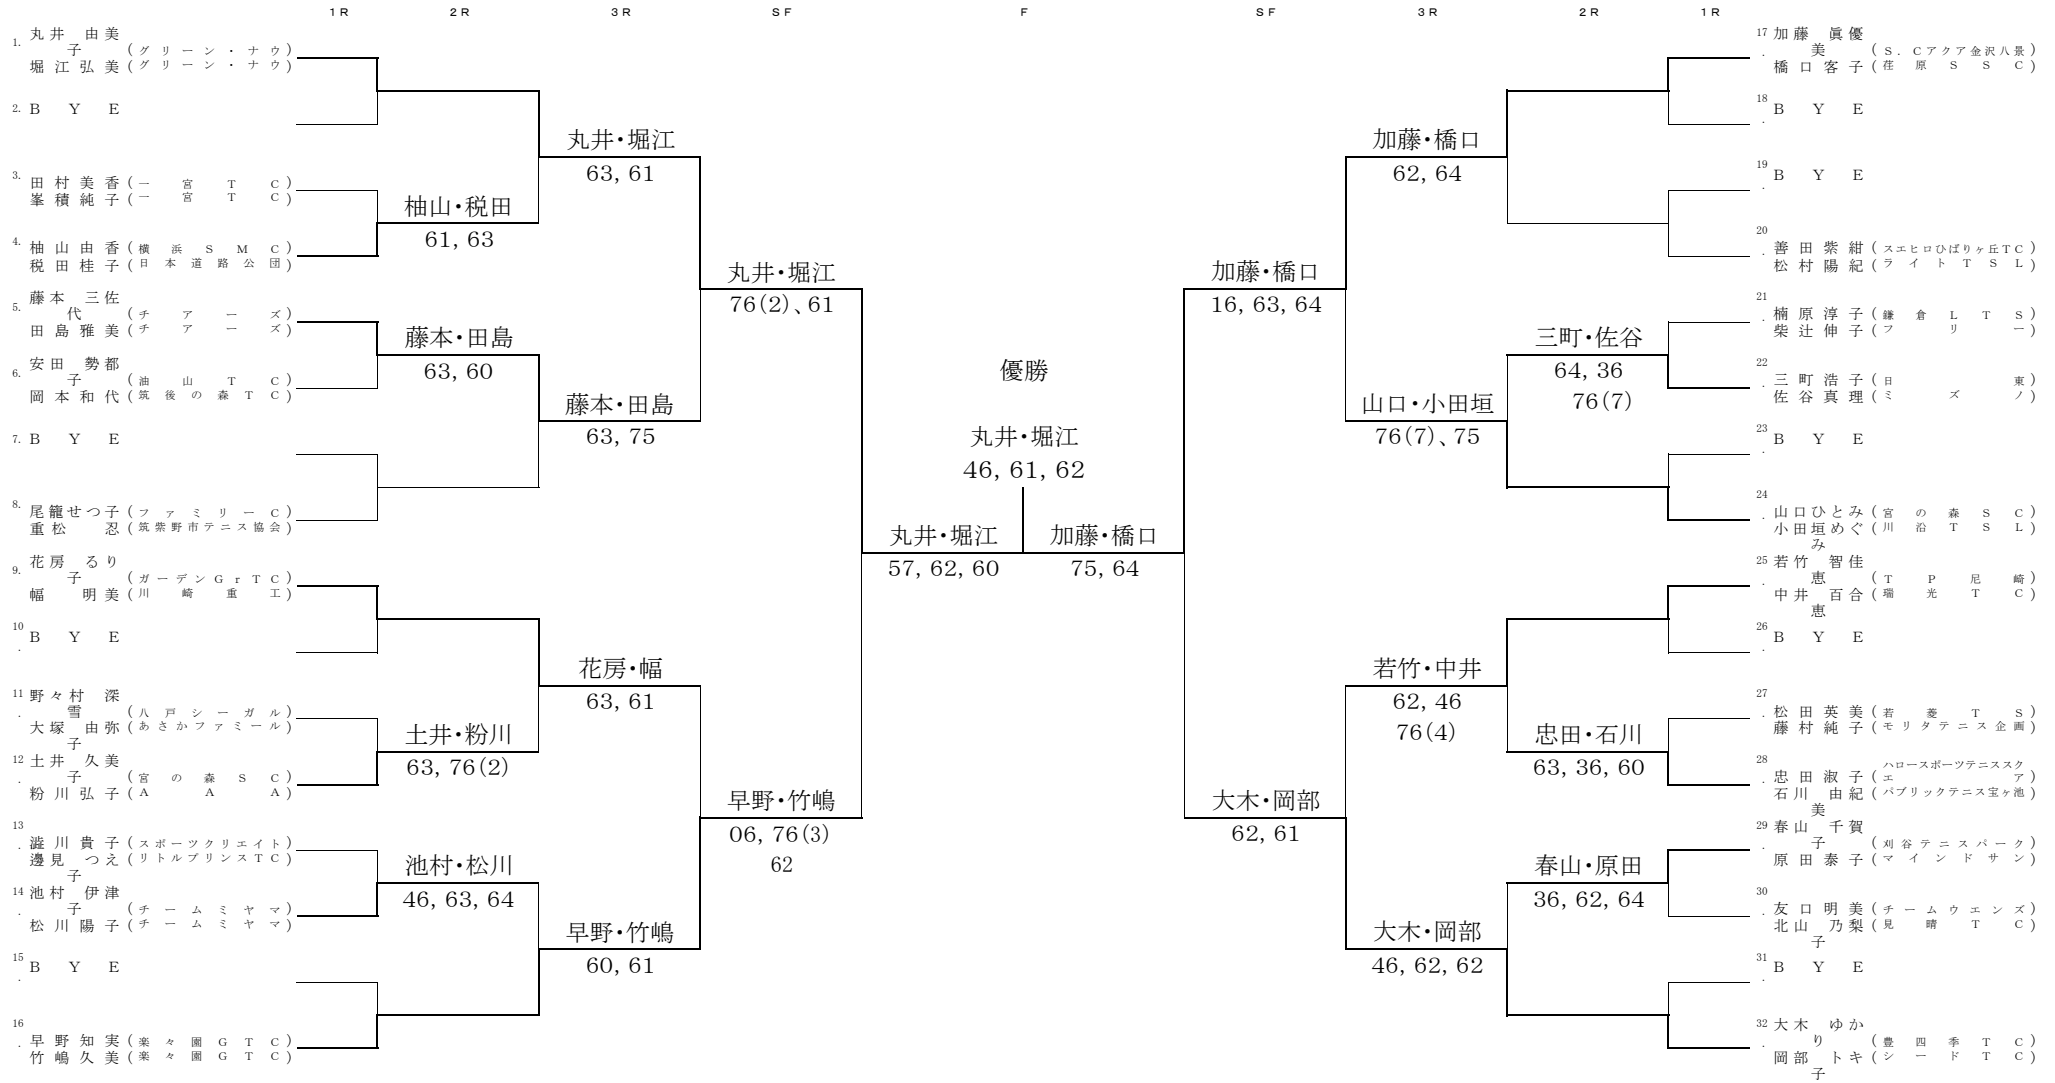 1R 2R 3R SF F SF 3R 2R 1R
1. 丸井 由美子 (グリーン・ナウ)
堀江弘美 (グリーン・ナウ)
2. BYE
3. 田村美香 (一宮TC)
峯積純子 (一宮TC)
4. 柚山由香 (横浜SMC)
税田桂子 (日本道路公団)
5. 藤本 三佐代 (チアーズ)
田島雅美 (チアーズ)
6. 安田 勢都子 (油山TC)
岡本和代 (筑後の森TC)
7. BYE
8. 尾籠せつ子 (ファミリーC)
重松 忍 (筑紫野市テニス協会)
9. 花房 るり子 (ガーデンGrTC)
幅 明美 (川崎重工)
10. BYE
11. 野々村 深雪 (八戸シーガル)
大塚 由弥子 (あさかファミール)
12. 土井 久美子 (宮の森SC)
粉川弘子 (AAA)
13. 澁川貴子 (スポーツクリエイト)
邊見 つえ子 (リトルプリンスTC)
14. 池村 伊津子 (チームミヤマ)
松川陽子 (チームミヤマ)
15. BYE
16. 早野知実 (楽々園GTC)
竹嶋久美 (楽々園GTC)
柚山・税田
61, 63
藤本・田島
63, 60
土井・粉川
63, 76(2)
池村・松川
46, 63, 64
丸井・堀江
63, 61
藤本・田島
63, 75
花房・幅
63, 61
早野・竹嶋
60, 61
丸井・堀江
76(2)、61
早野・竹嶋
06, 76(3)
62
丸井・堀江
57, 62, 60
優勝
丸井・堀江
46, 61, 62
加藤・橋口
75, 64
加藤・橋口
16, 63, 64
大木・岡部
62, 61
加藤・橋口
62, 64
山口・小田垣
76(7)、75
若竹・中井
62, 46
76(4)
大木・岡部
46, 62, 62
三町・佐谷
64, 36
76(7)
忠田・石川
63, 36, 60
春山・原田
36, 62, 64
17. 加藤 眞優美 (S.Cアクア金沢八景)
橋口客子 (荏原SSC)
18. BYE
19. BYE
20. 善田紫紺 (スエヒロひばりヶ丘TC)
松村陽紀 (ライトTSL)
21. 楠原淳子 (鎌倉LTS)
柴辻伸子 (フリー)
22. 三町浩子 (日東)
佐谷真理 (ミズノ)
23. BYE
24. 山口ひとみ (宮の森SC)
小田垣めぐみ (川沿TSL)
25. 若竹 智佳恵 (TP尼崎)
中井 百合恵 (瑞光TC)
26. BYE
27. 松田英美 (若菱TS)
藤村純子 (モリタテニス企画)
28. 忠田淑子 (ハロースポーツテニススクエア)
石川 由紀美 (パブリックテニス宝ヶ池)
29. 春山 千賀子 (刈谷テニスパーク)
原田泰子 (マインドサン)
30. 友口明美 (チームウエンズ)
北山 乃梨子 (見晴TC)
31. BYE
32. 大木 ゆかり (豊四季TC)
岡部 トキ子 (シードTC)